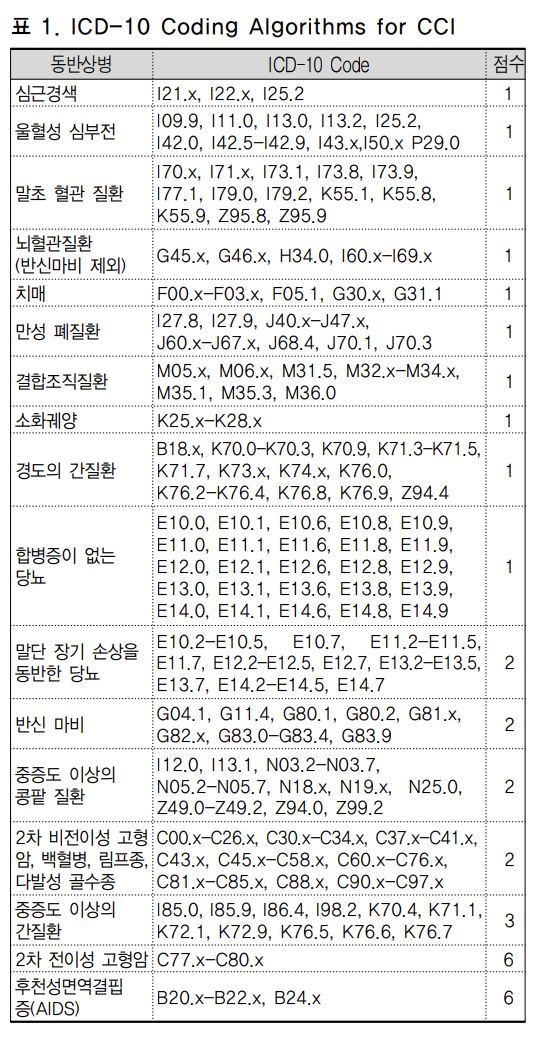 표 1. ICD-10 Coding Algorithms for CCI
동반상병 ICD-10 Code 점수
심근경색 I21.x, I22.x, I25.2 1
울혈성 심부전 I09.9, I11.0, I13.0, I13.2, I25.2, 1
I42.0, I42.5-I42.9, I43.x,I50.x P29.0
말초 혈관 질환 I70.x, I71.x, I73.1, I73.8, I73.9, 1
I77.1, I79.0, I79.2, K55.1, K55.8,
K55.9, Z95.8, Z95.9
뇌혈관질환
(반신마비 제외) G45.x, G46.x, H34.0, I60.x-I69.x 1
치매 F00.x-F03.x, F05.1, G30.x, G31.1 1
만성 폐질환 I27.8, I27.9, J40.x-J47.x, 1
J60.x-J67.x, J68.4, J70.1, J70.3
결합조직질환 M05.x, M06.x, M31.5, M32.x-M34.x, 1
M35.1, M35.3, M36.0
소화궤양 K25.x-K28.x 1
경도의 간질환 B18.x, K70.0-K70.3, K70.9, K71.3-K71.5, 1
K71.7, K73.x, K74.x, K76.0,
K76.2-K76.4, K76.8, K76.9, Z94.4
합병증이 없는
당뇨 E10.0, E10.1, E10.6, E10.8, E10.9, 1
E11.0, E11.1, E11.6, E11.8, E11.9,
E12.0, E12.1, E12.6, E12.8, E12.9,
E13.0, E13.1, E13.6, E13.8, E13.9,
E14.0, E14.1, E14.6, E14.8, E14.9
말단 장기 손상을
동반한 당뇨 E10.2-E10.5, E10.7, E11.2-E11.5, 2
E11.7, E12.2-E12.5, E12.7, E13.2-E13.5,
E13.7, E14.2-E14.5, E14.7
반신 마비 G04.1, G11.4, G80.1, G80.2, G81.x, 2
G82.x, G83.0-G83.4, G83.9
중증도 이상의
콩팥 질환 I12.0, I13.1, N03.2-N03.7, 2
N05.2-N05.7, N18.x, N19.x, N25.0,
Z49.0-Z49.2, Z94.0, Z99.2
2차 비전이성 고형
암, 백혈병, 림프종,
다발성 골수종 C00.x-C26.x, C30.x-C34.x, C37.x-C41.x, 2
C43.x, C45.x-C58.x, C60.x-C76.x,
C81.x-C85.x, C88.x, C90.x-C97.x
중증도 이상의
간질환 I85.0, I85.9, I86.4, I98.2, K70.4, K71.1, 3
K72.1, K72.9, K76.5, K76.6, K76.7
2차 전이성 고형암 C77.x-C80.x 6
후천성면역결핍
증(AIDS) B20.x-B22.x, B24.x 6